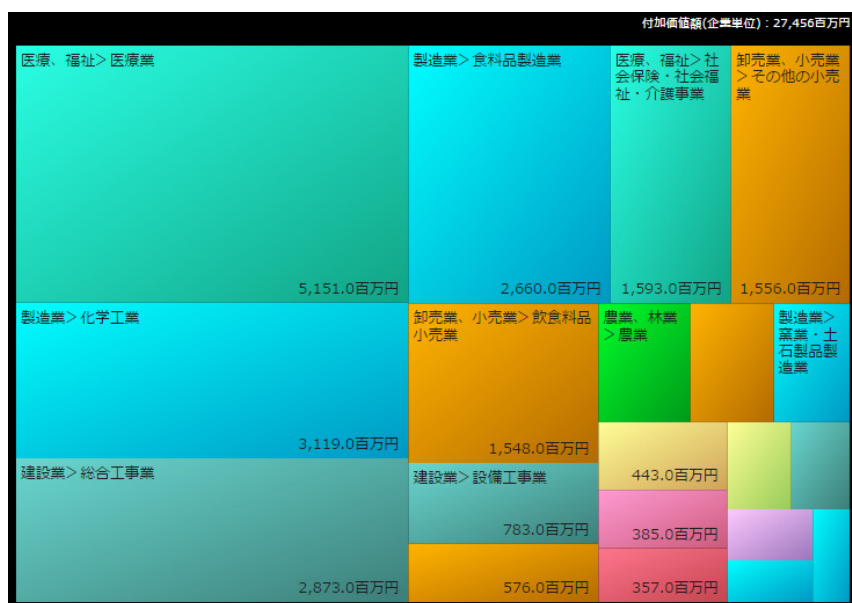 付加価値額(企業単位)：27,456百万円
医療、福祉＞医療業
5,151.0百万円
製造業＞食料品製造業
2,660.0百万円
医療、福祉＞社
会保険・社会福
祉・介護事業
1,593.0百万円
卸売業、小売業
＞その他の小売
業
1,556.0百万円
製造業＞化学工業
3,119.0百万円
卸売業、小売業＞飲食料品
小売業
1,548.0百万円
農業、林業
＞農業
製造業＞
窯業・土
石製品製
造業
建設業＞総合工事業
2,873.0百万円
建設業＞設備工事業
783.0百万円
576.0百万円
443.0百万円
385.0百万円
357.0百万円